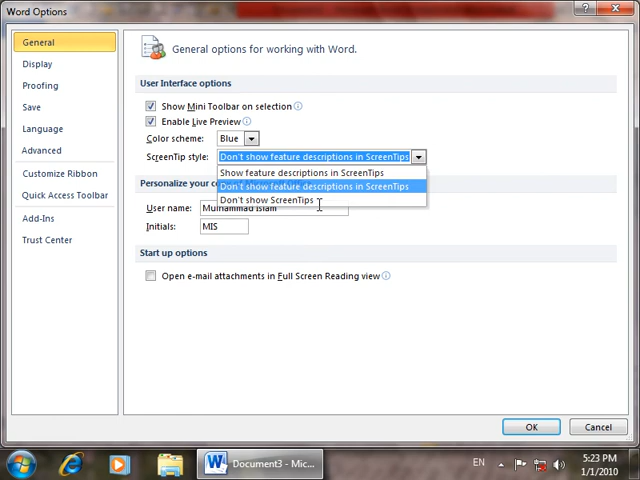 Word Options
General
Display
Proofing
Save
Language
Advanced
Customize Ribbon
Quick Access Toolbar
Add-Ins
Trust Center
General options for working with Word.
User Interface options
Show Mini Toolbar on selection
Enable Live Preview
Color scheme: Blue
ScreenTip style: Don't show feature descriptions in ScreenTips
Show feature descriptions in ScreenTips
Don't show feature descriptions in ScreenTips
Don't show ScreenTips
Personalize your
User name: Muhammad Islam
Initials: MIS
Start up options
Open e-mail attachments in Full Screen Reading view
OK Cancel
Document3 - Mic...
EN
5:23 PM
1/1/2010